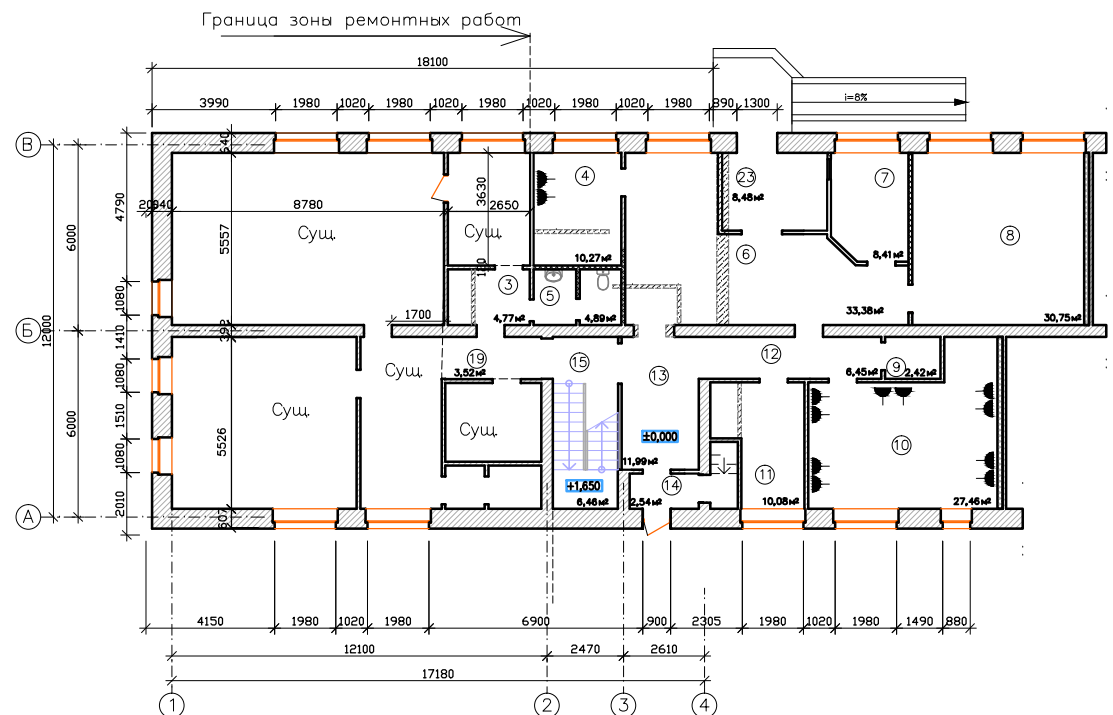 Граница зоны ремонтных работ
18100
3990 1980 1020 1980 1020 1980 1020 1980 1020 1980 890 1300
i=8%
В
640
4790
6000
20940
8780
3630
2650
Сущ.
Сущ.
5557
4
10,27м²
23
8,48м²
7
8,41м²
6
8
3
5
4,77м²
4,89м²
33,38м²
30,75м²
1080
1700
Б
12000
392
1410
19
3,52м²
15
13
12
9
6,45м²
2,42м²
Сущ.
1080
Сущ.
1510
6000
5526
Сущ.
±0,000
10
1080
11,99м²
14
11
+1,650
6,46м²
2,54м²
10,08м²
27,46м²
2010
А
607
4150 1980 1020 1980 6900 900 2305 1980 1020 1980 1490 880
12100 2470 2610
17180
1 2 3 4